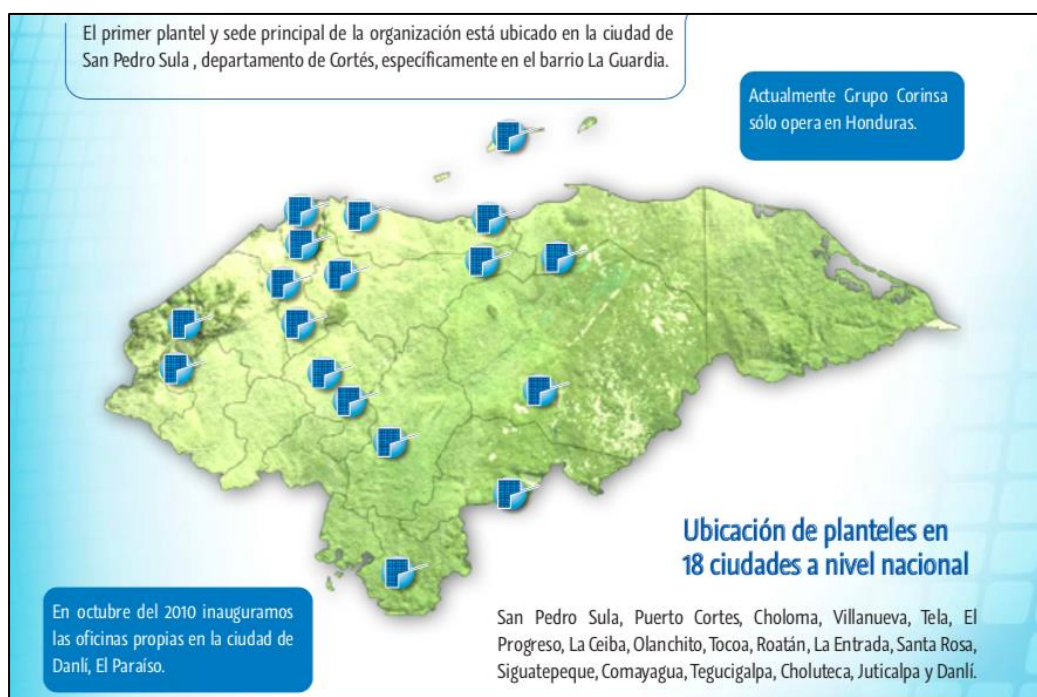 El primer plantel y sede principal de la organización está ubicado en la ciudad de
San Pedro Sula , departamento de Cortés, específicamente en el barrio La Guardia.
Actualmente Grupo Corinsa
sólo opera en Honduras.
Ubicación de planteles en
18 ciudades a nivel nacional
En octubre del 2010 inauguramos
las oficinas propias en la ciudad de
Danlí, El Paraíso.
San Pedro Sula, Puerto Cortes, Choloma, Villanueva, Tela, El
Progreso, La Ceiba, Olanchito, Tocoa, Roatán, La Entrada, Santa Rosa,
Siguatepeque, Comayagua, Tegucigalpa, Choluteca, Juticalpa y Danlí.